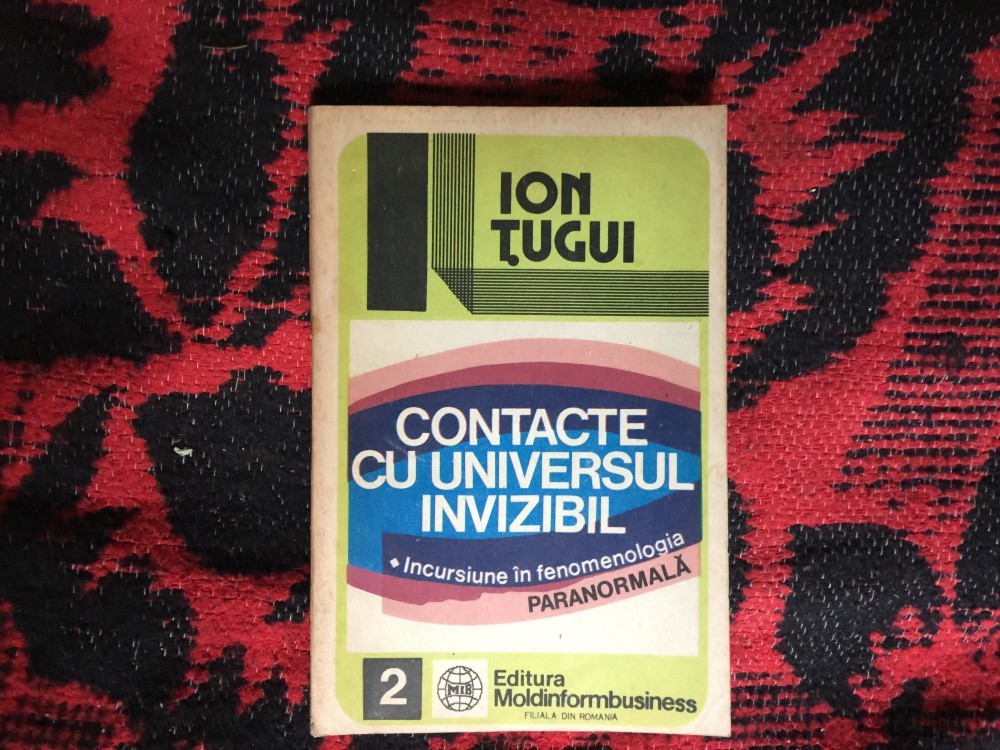 ION
ȚUGUI
CONTACTE
CU UNIVERSUL
INVIZIBIL
• Incursiune în fenomenologia
PARANORMALĂ
2
MIB
Editura
Moldinformbusiness
FILIALA DIN ROMANIA